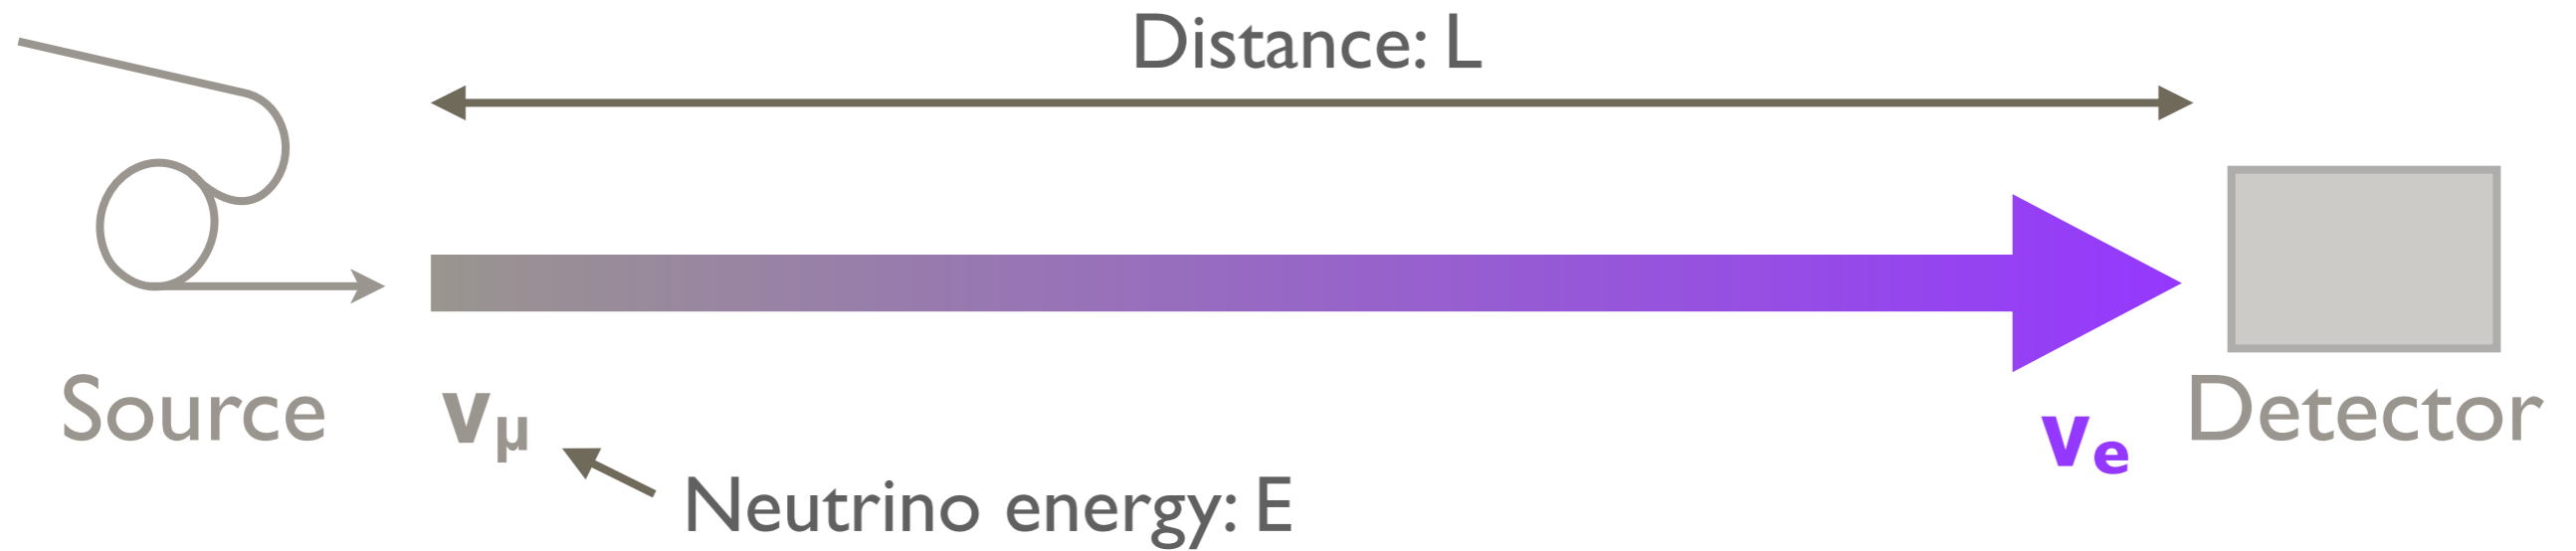 Distance: L
Source
νμ
Neutrino energy: E
νe
Detector